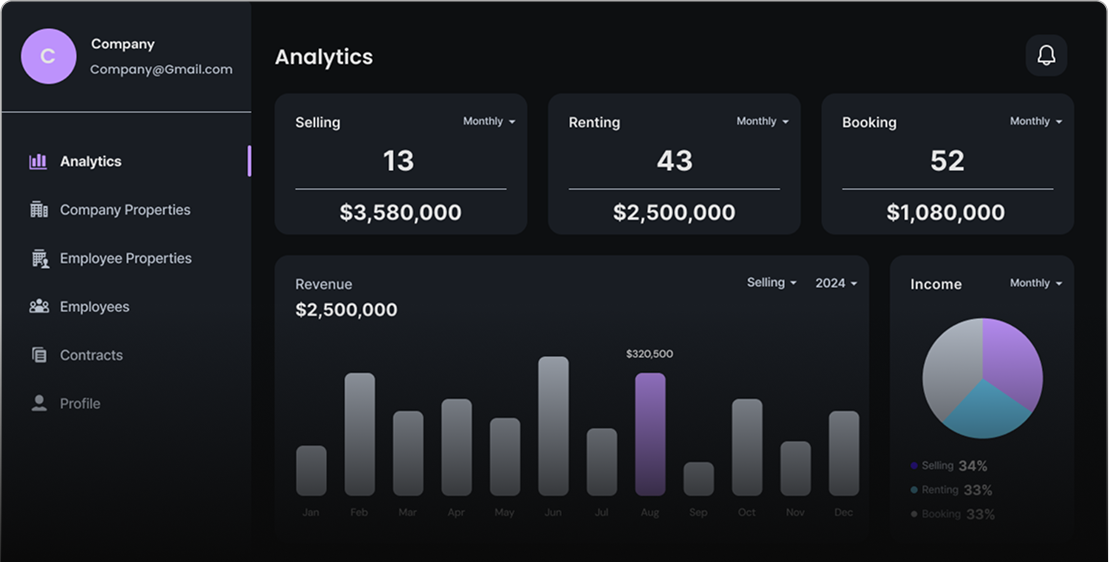 C
Company
Company@Gmail.com
Analytics
Company Properties
Employee Properties
Employees
Contracts
Profile
Analytics
Selling Monthly
13
$3,580,000
Renting Monthly
43
$2,500,000
Booking Monthly
52
$1,080,000
Revenue Selling 2024
$2,500,000
$320,500
Jan Feb Mar Apr May Jun Jul Aug Sep Oct Nov Dec
Income Monthly
Selling 34%
Renting 33%
Booking 33%